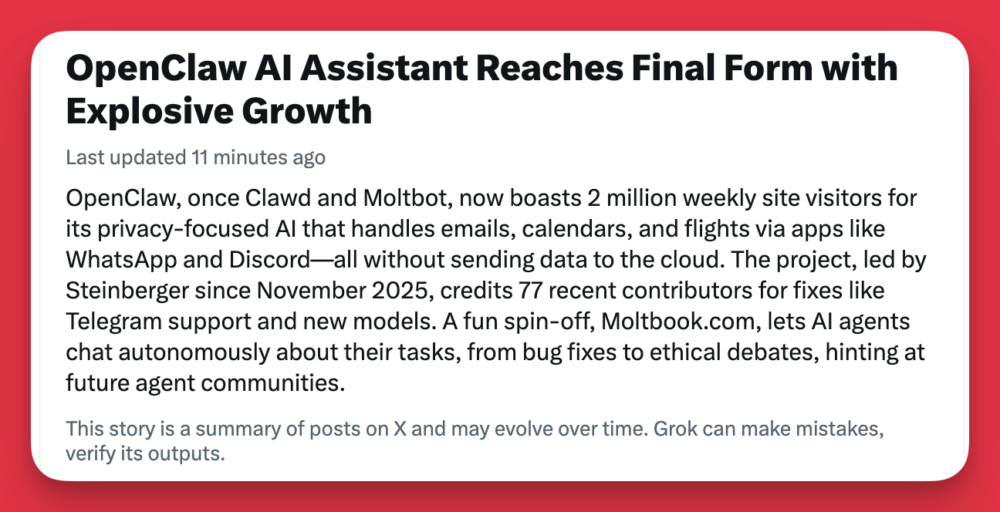 OpenClaw AI Assistant Reaches Final Form with
Explosive Growth
Last updated 11 minutes ago
OpenClaw, once Clawd and Moltbot, now boasts 2 million weekly site visitors for
its privacy-focused AI that handles emails, calendars, and flights via apps like
WhatsApp and Discord—all without sending data to the cloud. The project, led by
Steinberger since November 2025, credits 77 recent contributors for fixes like
Telegram support and new models. A fun spin-off, Moltbook.com, lets AI agents
chat autonomously about their tasks, from bug fixes to ethical debates, hinting at
future agent communities.
This story is a summary of posts on X and may evolve over time. Grok can make mistakes,
verify its outputs.